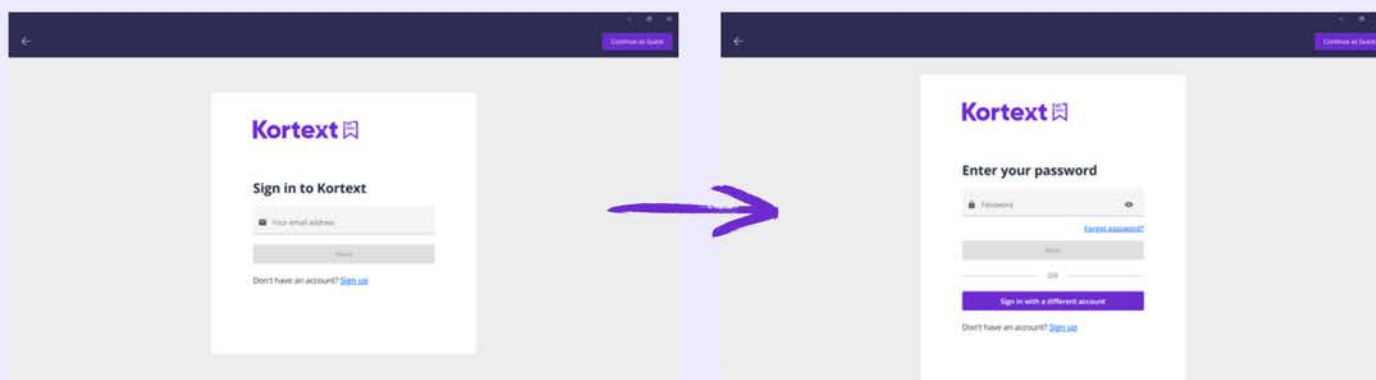 Continue as Guest
Kortext
Sign in to Kortext
Your email address
Next
Don't have an account? Sign up
Continue as Guest
Kortext
Enter your password
Password
Forgot password?
Next
OR
Sign in with a different account
Don't have an account? Sign up